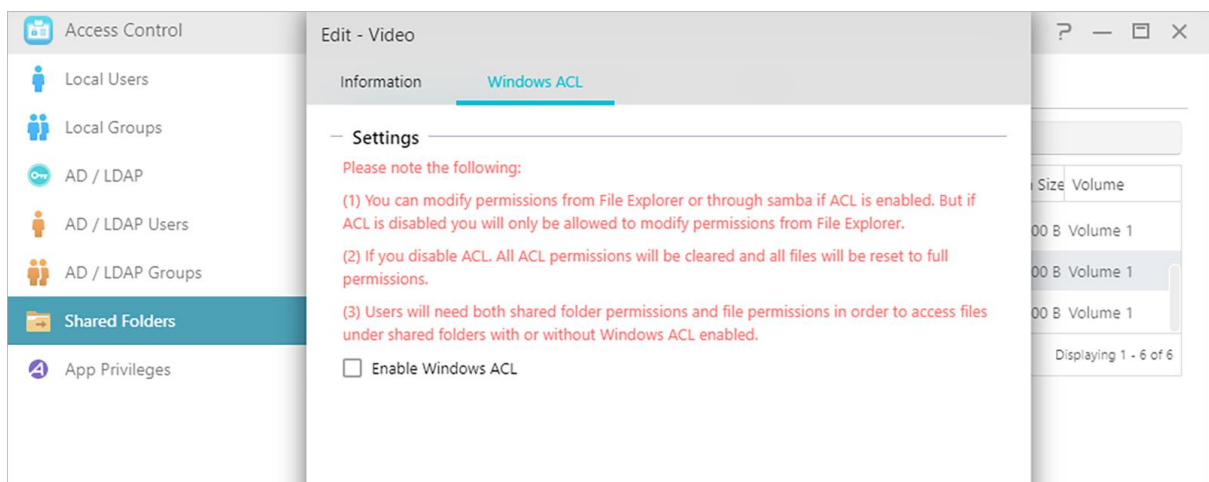 Access Control
Local Users
Local Groups
AD / LDAP
AD / LDAP Users
AD / LDAP Groups
Shared Folders
App Privileges
Edit - Video
Information
Windows ACL
Settings
Please note the following:
(1) You can modify permissions from File Explorer or through samba if ACL is enabled. But if
ACL is disabled you will only be allowed to modify permissions from File Explorer.
(2) If you disable ACL. All ACL permissions will be cleared and all files will be reset to full
permissions.
(3) Users will need both shared folder permissions and file permissions in order to access files
under shared folders with or without Windows ACL enabled.
Enable Windows ACL
Size Volume
00 B Volume 1
00 B Volume 1
00 B Volume 1
Displaying 1 - 6 of 6